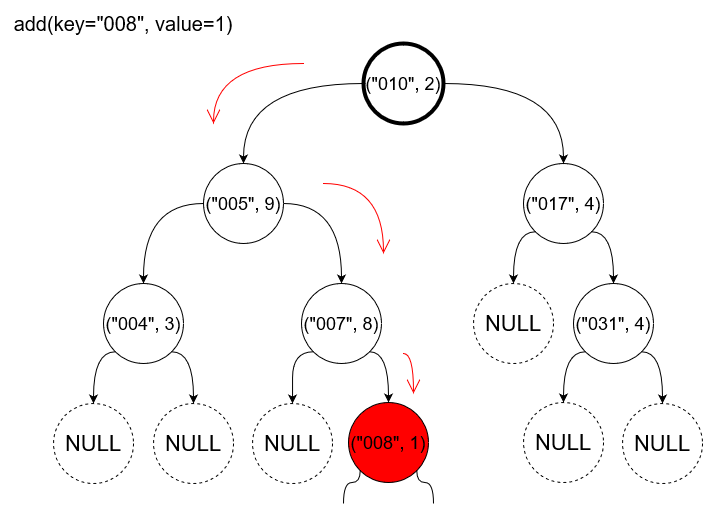 add(key="008", value=1)
("010", 2)
("005", 9)
("017", 4)
("004", 3)
("007", 8)
NULL
("031", 4)
NULL
NULL
NULL
("008", 1)
NULL
NULL